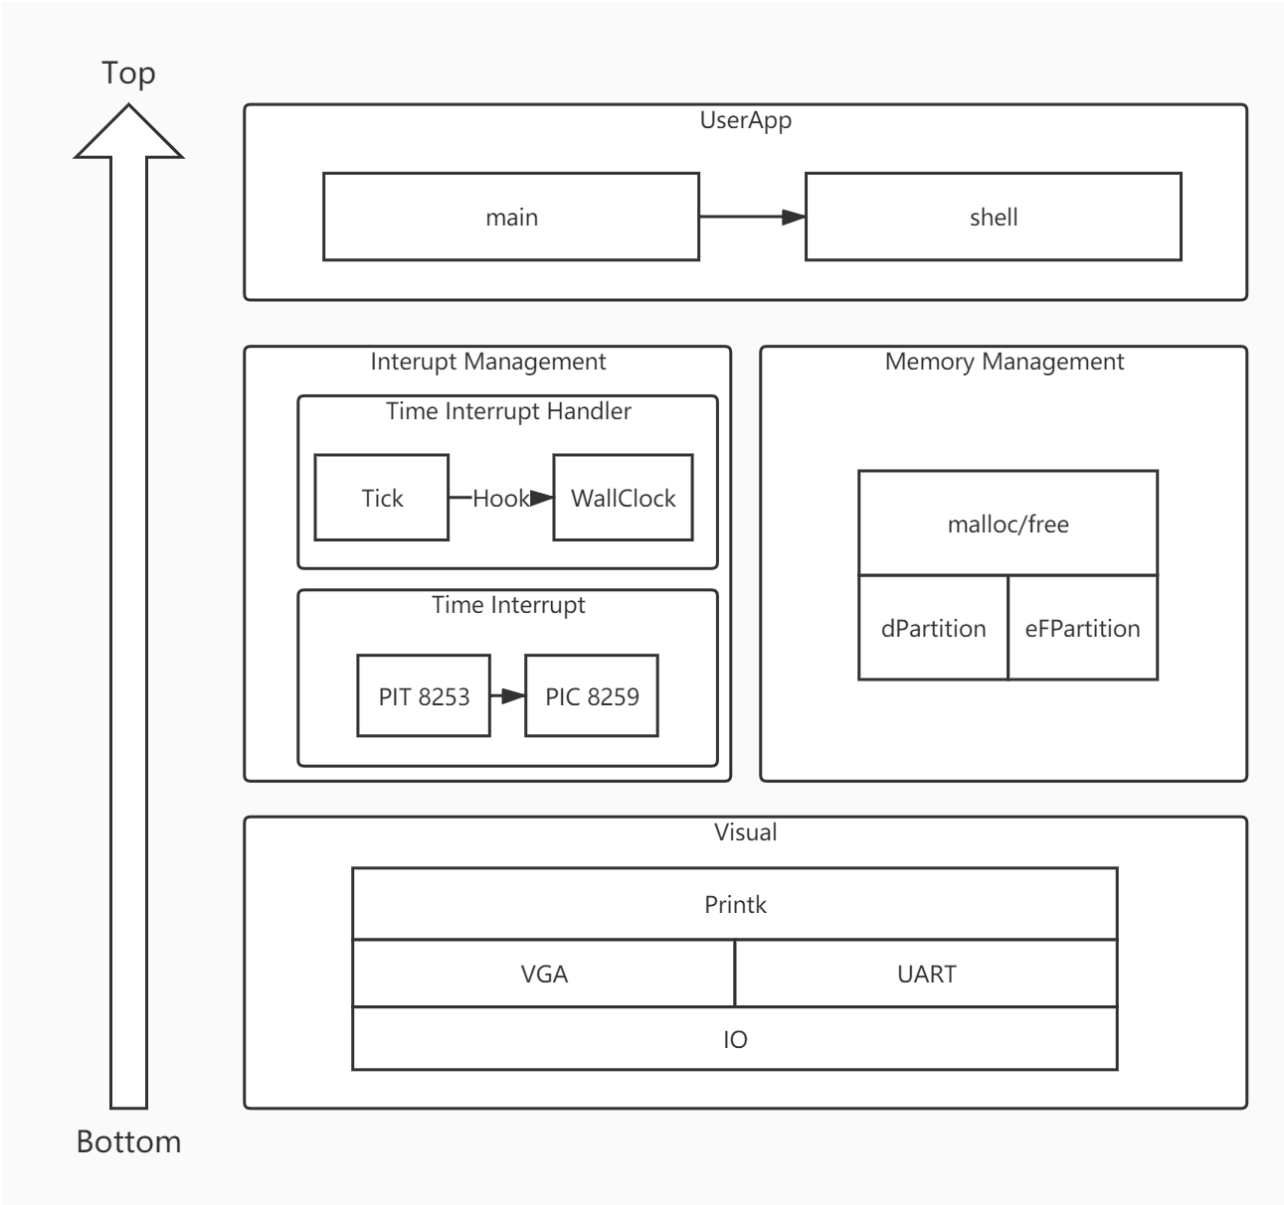 Top
UserApp
main
shell
Interupt Management
Memory Management
Time Interrupt Handler
Tick
Hook
WallClock
malloc/free
dPartition
eFPartition
Time Interrupt
PIT 8253
PIC 8259
Visual
Printk
VGA
UART
IO
Bottom